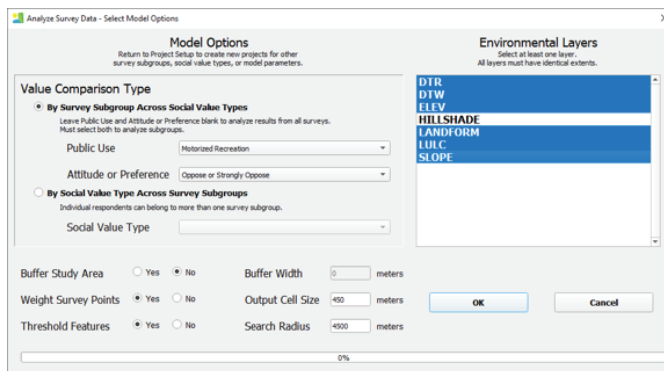 Analyze Survey Data - Select Model Options
Model Options
Return to Project Setup to create new projects for other
survey subgroups, social value types, or model parameters.
Value Comparison Type
By Survey Subgroup Across Social Value Types
Leave Public Use and Attitude or Preference blank to analyze results from all surveys.
Must select both to analyze subgroups.
Public Use
Motorized Recreation
Attitude or Preference
Oppose or Strongly Oppose
By Social Value Type Across Survey Subgroups
Individual respondents can belong to more than one survey subgroup.
Social Value Type
Environmental Layers
Select at least one layer.
All layers must have identical extents.
DTR
DTW
ELEV
HILLSHADE
LANDFORM
LULC
SLOPE
Buffer Study Area Yes No Buffer Width 0 meters
Weight Survey Points Yes No Output Cell Size 450 meters
Threshold Features Yes No Search Radius 4500 meters
OK Cancel
0%